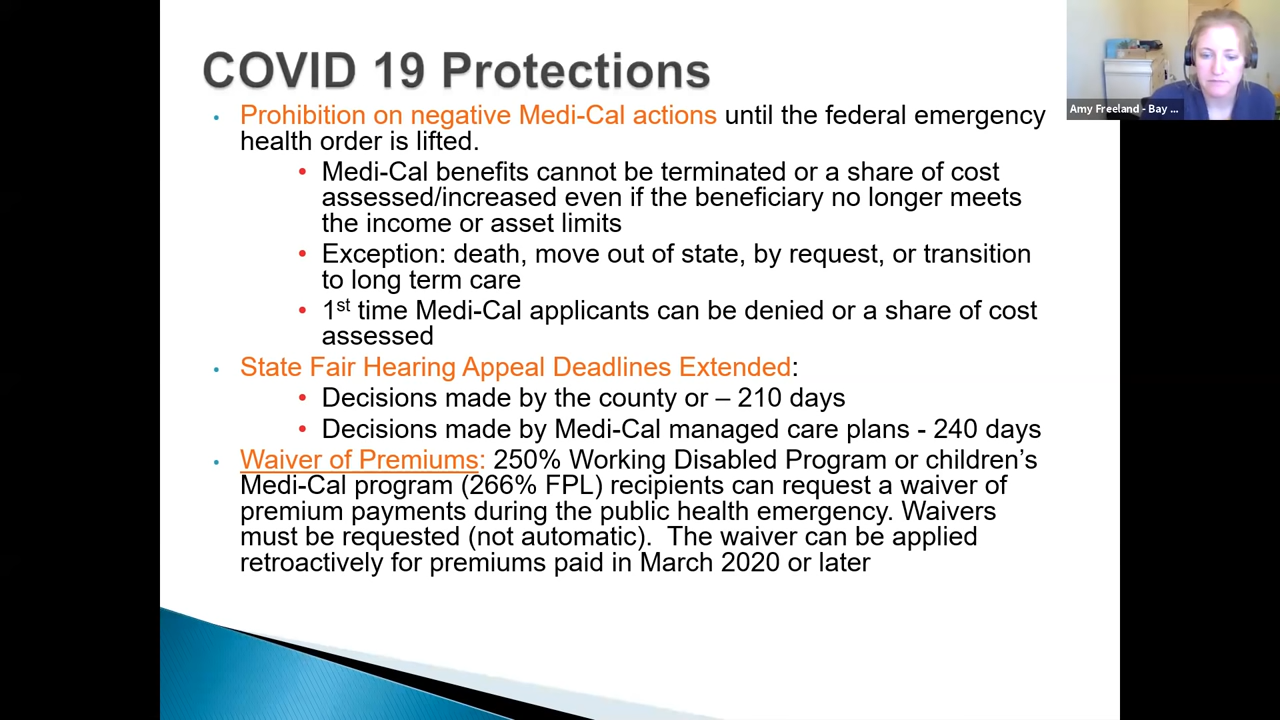 COVID 19 Protections
• Prohibition on negative Medi-Cal actions until the federal emergency
health order is lifted.
• Medi-Cal benefits cannot be terminated or a share of cost
assessed/increased even if the beneficiary no longer meets
the income or asset limits
• Exception: death, move out of state, by request, or transition
to long term care
• 1st time Medi-Cal applicants can be denied or a share of cost
assessed
• State Fair Hearing Appeal Deadlines Extended:
• Decisions made by the county or – 210 days
• Decisions made by Medi-Cal managed care plans - 240 days
• Waiver of Premiums: 250% Working Disabled Program or children’s
Medi-Cal program (266% FPL) recipients can request a waiver of
premium payments during the public health emergency. Waivers
must be requested (not automatic).  The waiver can be applied
retroactively for premiums paid in March 2020 or later
Amy Freeland - Bay ...